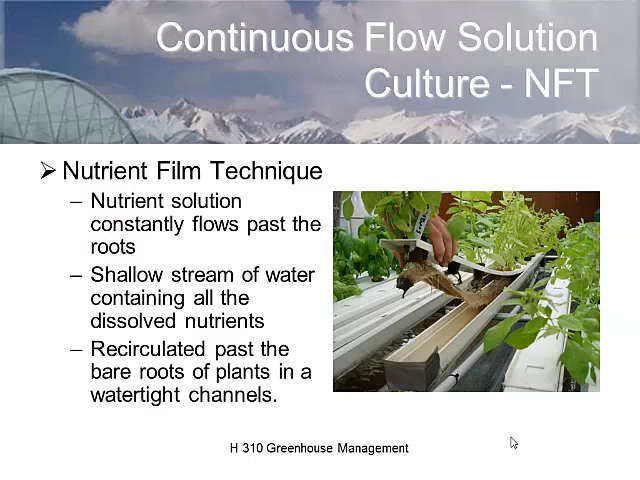 Continuous Flow Solution
Culture - NFT
➢ Nutrient Film Technique
– Nutrient solution
constantly flows past the
roots
– Shallow stream of water
containing all the
dissolved nutrients
– Recirculated past the
bare roots of plants in a
watertight channels.
H 310 Greenhouse Management